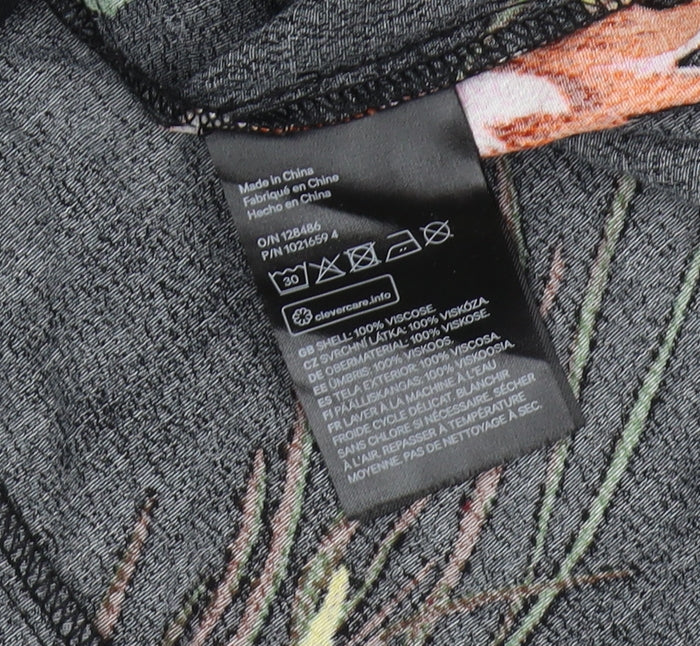 Made in China
Fabriqué en Chine
Hecho en China
O/N 128486
P/N 1021659 4
30
clevercare.info
GB SHELL: 100% VISCOSE.
CZ SVECHNÍ LÁTKA: 100% VISKÓZA.
DE OBERMATERIAL: 100% VISKOSE.
EE ÜMBRIS: 100% VISKOOS.
ES TELA EXTERIOR: 100% VISCOSA.
FI PÄÄLLIKANGAS: 100% VISKOOSIA.
FR LAVER À LA MACHINE À L'EAU
FROIDE CYCLE DÉLICAT. BLANCHIR
SANS CHLORE SI NÉCESSAIRE. SÉCHER
À L'AIR. REPASSER À TEMPÉRATURE
MOYENNE. PAS DE NETTOYAGE À SEC.